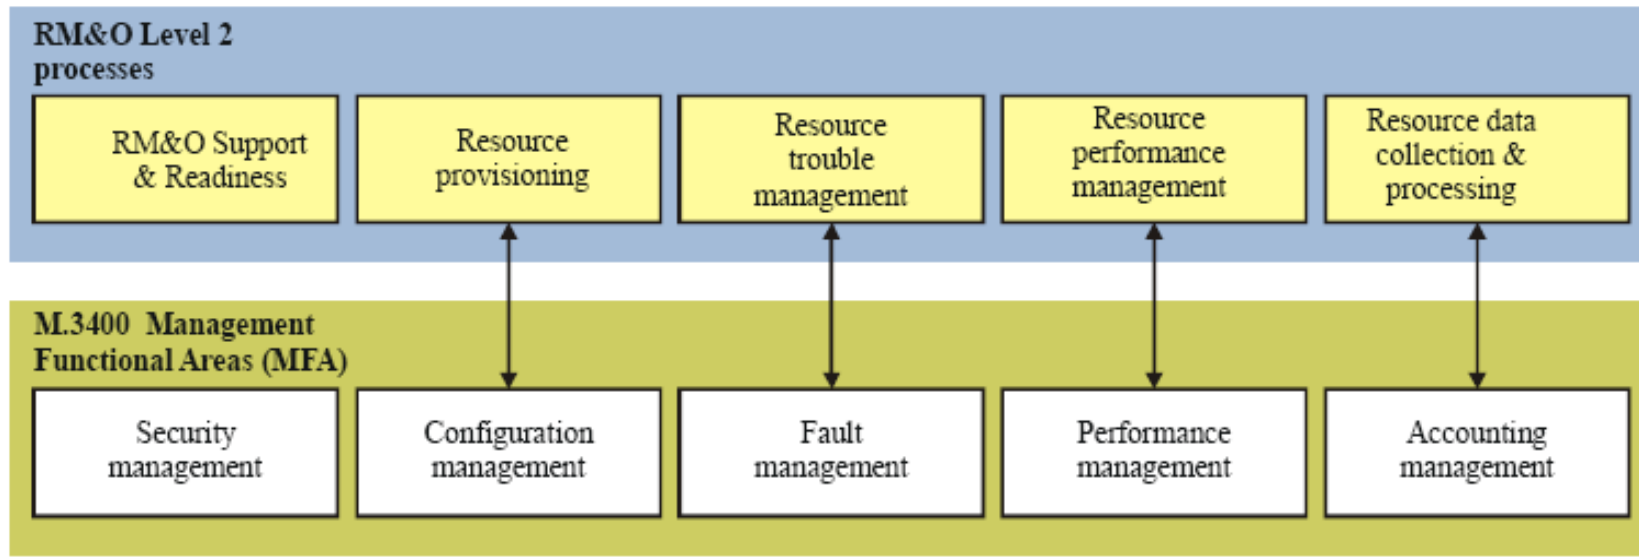 RM&O Level 2
processes
RM&O Support
& Readiness
Resource
provisioning
Resource
trouble
management
Resource
performance
management
Resource data
collection &
processing
M.3400 Management
Functional Areas (MFA)
Security
management
Configuration
management
Fault
management
Performance
management
Accounting
management